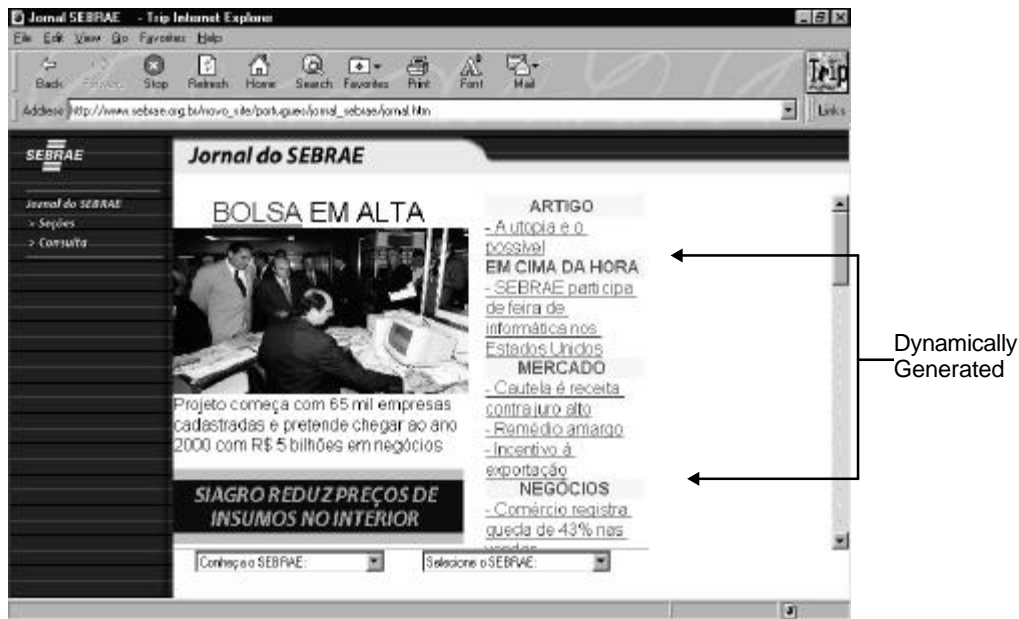 Jornal SEBRAE - Trip Internet Explorer
File Edit View Go Favorites Help
Back Forward Stop Refresh Home Search Favorites Print Font Mail
Trip
Address http://www.sebrae.org.br/novo_site/portugues/jornal_sebrae/jornal.htm
Links
SEBRAE
Jornal do SEBRAE
Jornal do SEBRAE
> Seções
> Consulta
BOLSA EM ALTA
Projeto começa com 65 mil empresas
cadastradas e pretende chegar ao ano
2000 com R$ 5 bilhões em negócios
SIAGRO REDUZ PREÇOS DE
INSUMOS NO INTERIOR
ARTIGO
- A utopia e o
possível
EM CIMA DA HORA
- SEBRAE participa
de feira de
informática nos
Estados Unidos
MERCADO
- Cautela é receita
contra juro alto
- Remédio amargo
- Incentivo à
exportação
NEGÓCIOS
- Comércio registra
queda de 43% nas
vendas
Conheça o SEBRAE:
Selecione o SEBRAE:
Dynamically
Generated